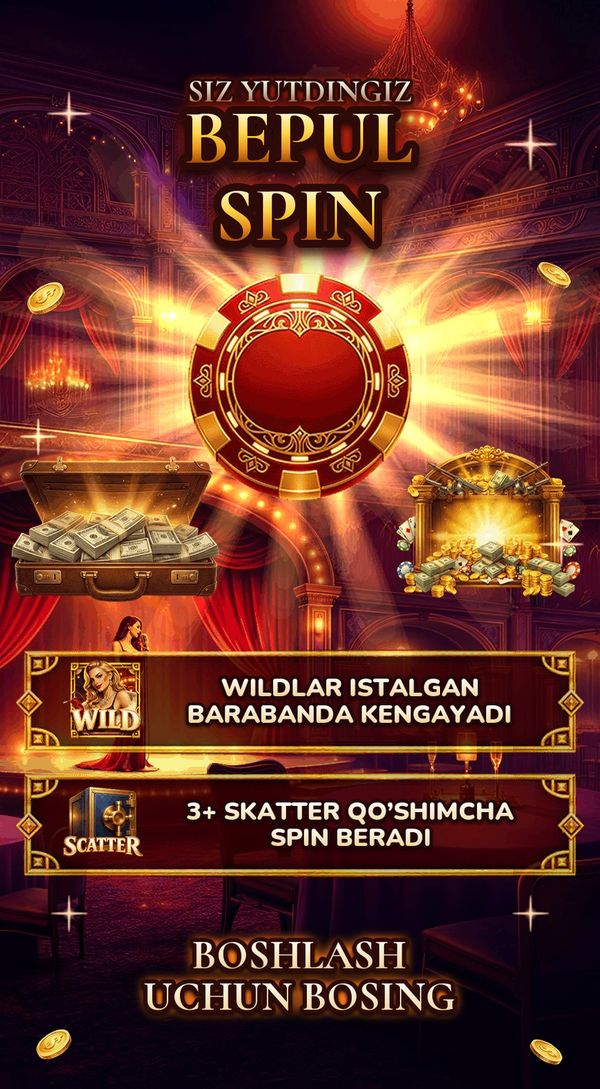 SIZ YUTDINGIZ
BEPUL
SPIN
WILD
WILDLAR ISTALGAN
BARABANDA KENGAYADI
SCATTER
3+ SKATTER QO'SHIMCHA
SPIN BERADI
BOSHLASH
UCHUN BOSING